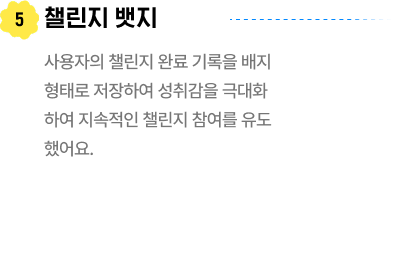 5 챌린지 뱃지
사용자의 챌린지 완료 기록을 배지
형태로 저장하여 성취감을 극대화
하여 지속적인 챌린지 참여를 유도
했어요.